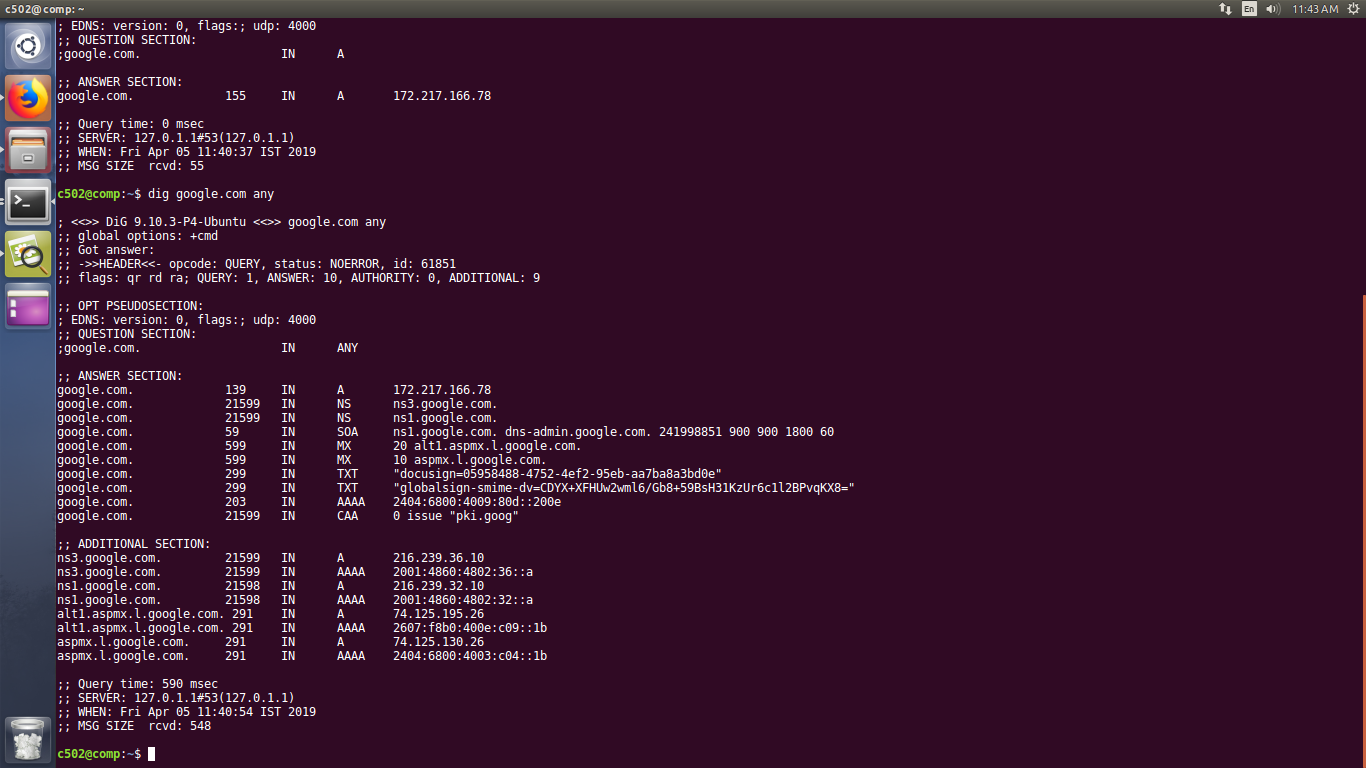 c502@comp: ~
En
11:43 AM
; EDNS: version: 0, flags:; udp: 4000
;; QUESTION SECTION:
;google.com. IN A
;; ANSWER SECTION:
google.com. 155 IN A 172.217.166.78
;; Query time: 0 msec
;; SERVER: 127.0.1.1#53(127.0.1.1)
;; WHEN: Fri Apr 05 11:40:37 IST 2019
;; MSG SIZE rcvd: 55
c502@comp:~$ dig google.com any
; <<>> DiG 9.10.3-P4-Ubuntu <<>> google.com any
;; global options: +cmd
;; Got answer:
;; ->>HEADER<<- opcode: QUERY, status: NOERROR, id: 61851
;; flags: qr rd ra; QUERY: 1, ANSWER: 10, AUTHORITY: 0, ADDITIONAL: 9
;; OPT PSEUDOSECTION:
; EDNS: version: 0, flags:; udp: 4000
;; QUESTION SECTION:
;google.com. IN ANY
;; ANSWER SECTION:
google.com. 139 IN A 172.217.166.78
google.com. 21599 IN NS ns3.google.com.
google.com. 21599 IN NS ns1.google.com.
google.com. 59 IN SOA ns1.google.com. dns-admin.google.com. 241998851 900 900 1800 60
google.com. 599 IN MX 20 alt1.aspmx.l.google.com.
google.com. 599 IN MX 10 aspmx.l.google.com.
google.com. 299 IN TXT "docusign=05958488-4752-4ef2-95eb-aa7ba8a3bd0e"
google.com. 299 IN TXT "globalsign-smime-dv=CDYX+XFHUw2wml6/Gb8+59BsH31KzUr6c1l2BPvqKX8="
google.com. 203 IN AAAA 2404:6800:4009:80d::200e
google.com. 21599 IN CAA 0 issue "pki.goog"
;; ADDITIONAL SECTION:
ns3.google.com. 21599 IN A 216.239.36.10
ns3.google.com. 21599 IN AAAA 2001:4860:4802:36::a
ns1.google.com. 21598 IN A 216.239.32.10
ns1.google.com. 21598 IN AAAA 2001:4860:4802:32::a
alt1.aspmx.l.google.com. 291 IN A 74.125.195.26
alt1.aspmx.l.google.com. 291 IN AAAA 2607:f8b0:400e:c09::1b
aspmx.l.google.com. 291 IN A 74.125.130.26
aspmx.l.google.com. 291 IN AAAA 2404:6800:4003:c04::1b
;; Query time: 590 msec
;; SERVER: 127.0.1.1#53(127.0.1.1)
;; WHEN: Fri Apr 05 11:40:54 IST 2019
;; MSG SIZE rcvd: 548
c502@comp:~$